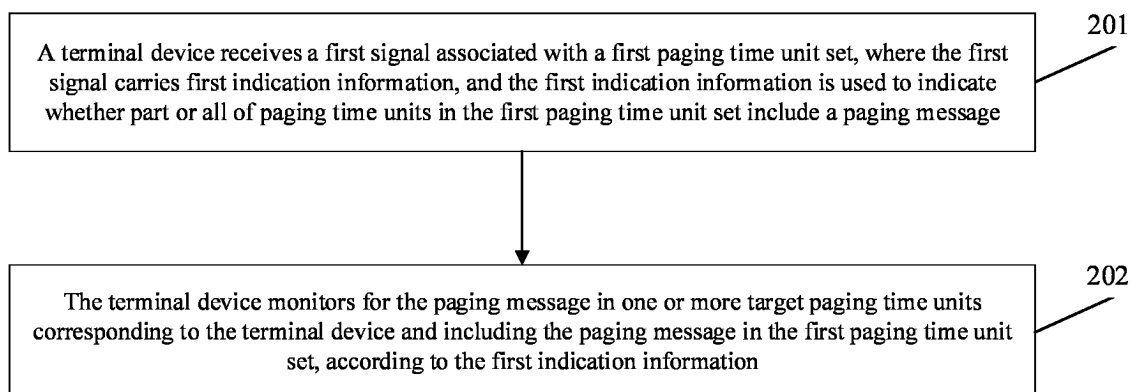 201
A terminal device receives a first signal associated with a first paging time unit set, where the first
signal carries first indication information, and the first indication information is used to indicate
whether part or all of paging time units in the first paging time unit set include a paging message
202
The terminal device monitors for the paging message in one or more target paging time units
corresponding to the terminal device and including the paging message in the first paging time unit
set, according to the first indication information